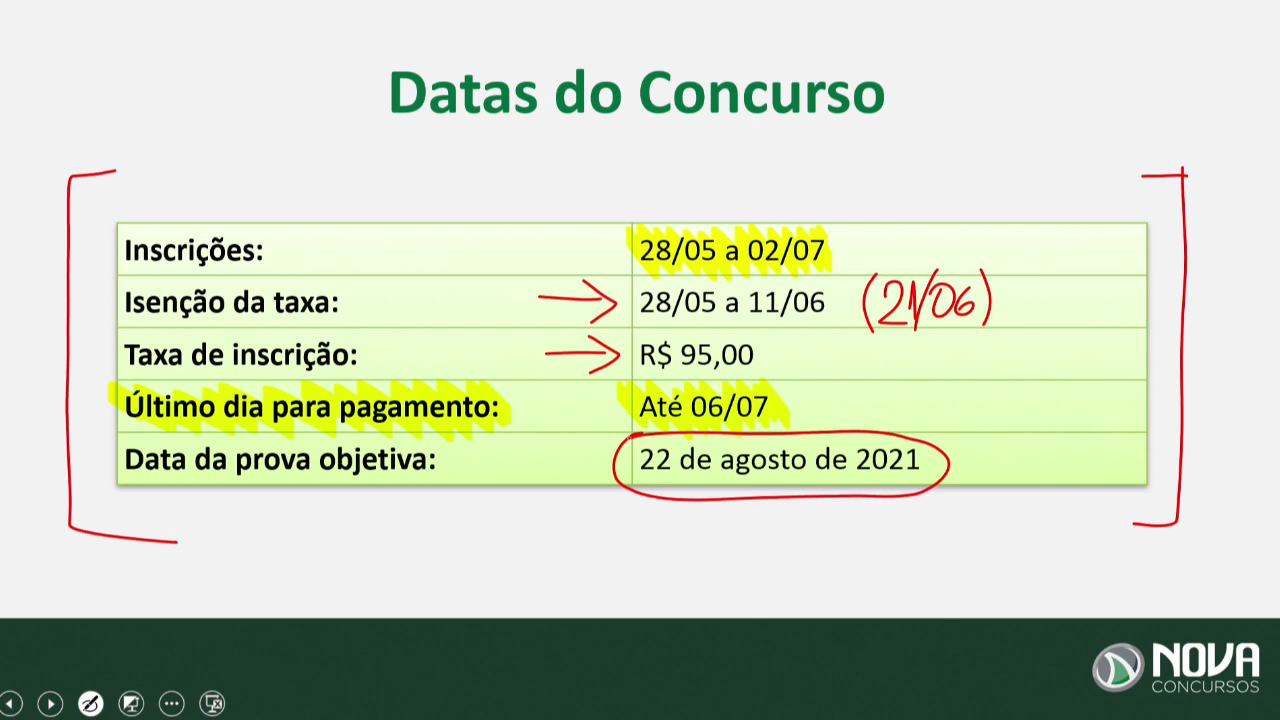 Datas do Concurso
Inscrições: 28/05 a 02/07
Isenção da taxa: 28/05 a 11/06 (21/06)
Taxa de inscrição: R$ 95,00
Último dia para pagamento: Até 06/07
Data da prova objetiva: 22 de agosto de 2021
NOVA
CONCURSOS